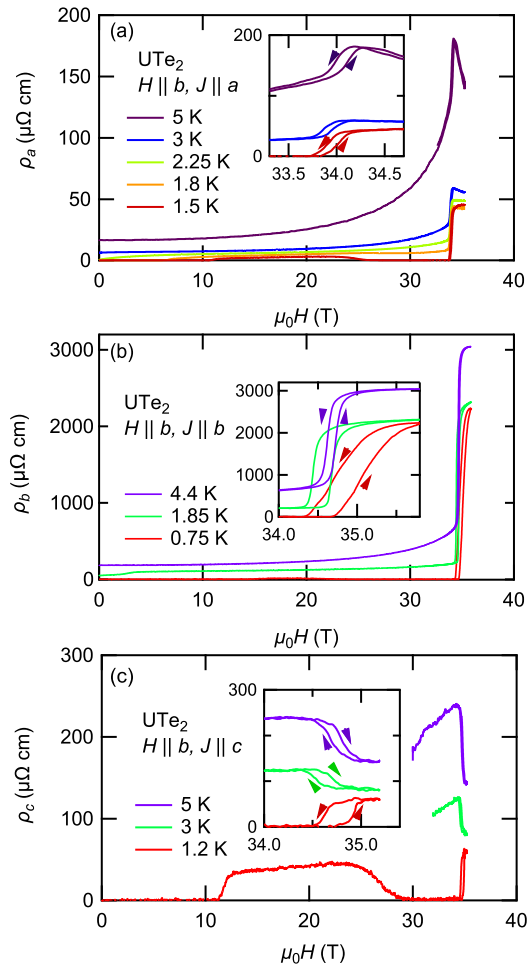 (a)
UTe₂
H || b, J || a
5 K
3 K
2.25 K
1.8 K
1.5 K
200
150
100
50
0
ρa (μΩ cm)
0 10 20 30 40
μ₀H (T)
200
0
33.5 34.0 34.5
(b)
UTe₂
H || b, J || b
4.4 K
1.85 K
0.75 K
3000
2000
1000
0
ρb (μΩ cm)
0 10 20 30 40
μ₀H (T)
3000
2000
1000
0
34.0 35.0
(c)
UTe₂
H || b, J || c
5 K
3 K
1.2 K
300
200
100
0
ρc (μΩ cm)
0 10 20 30 40
μ₀H (T)
300
0
34.0 35.0